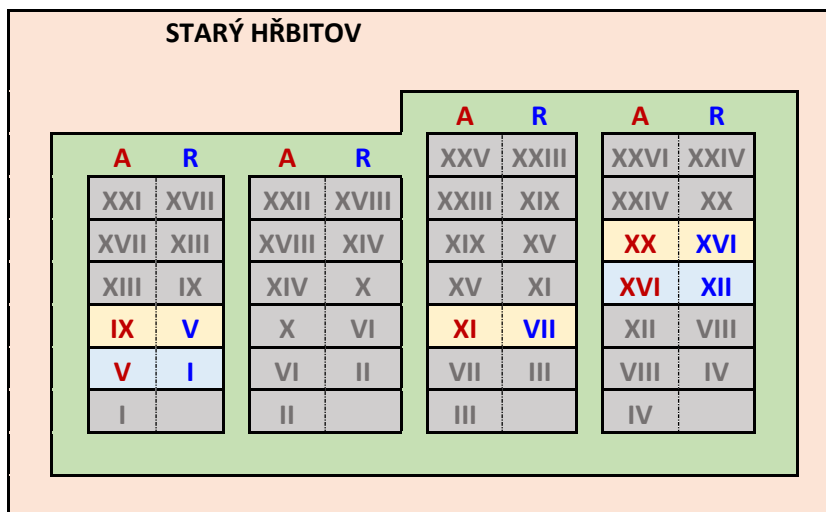 STARÝ HŘBITOV
A R A R
A R A R
XXV XXIII XXVI XXIV
XXI XVII XXII XVIII XXIII XIX XXIV XX
XVII XIII XVIII XIV XIX XV XX XVI
XIII IX XIV X XV XI XVI XII
IX V X VI XI VII XII VIII
V I VI II VII III VIII IV
I II III IV